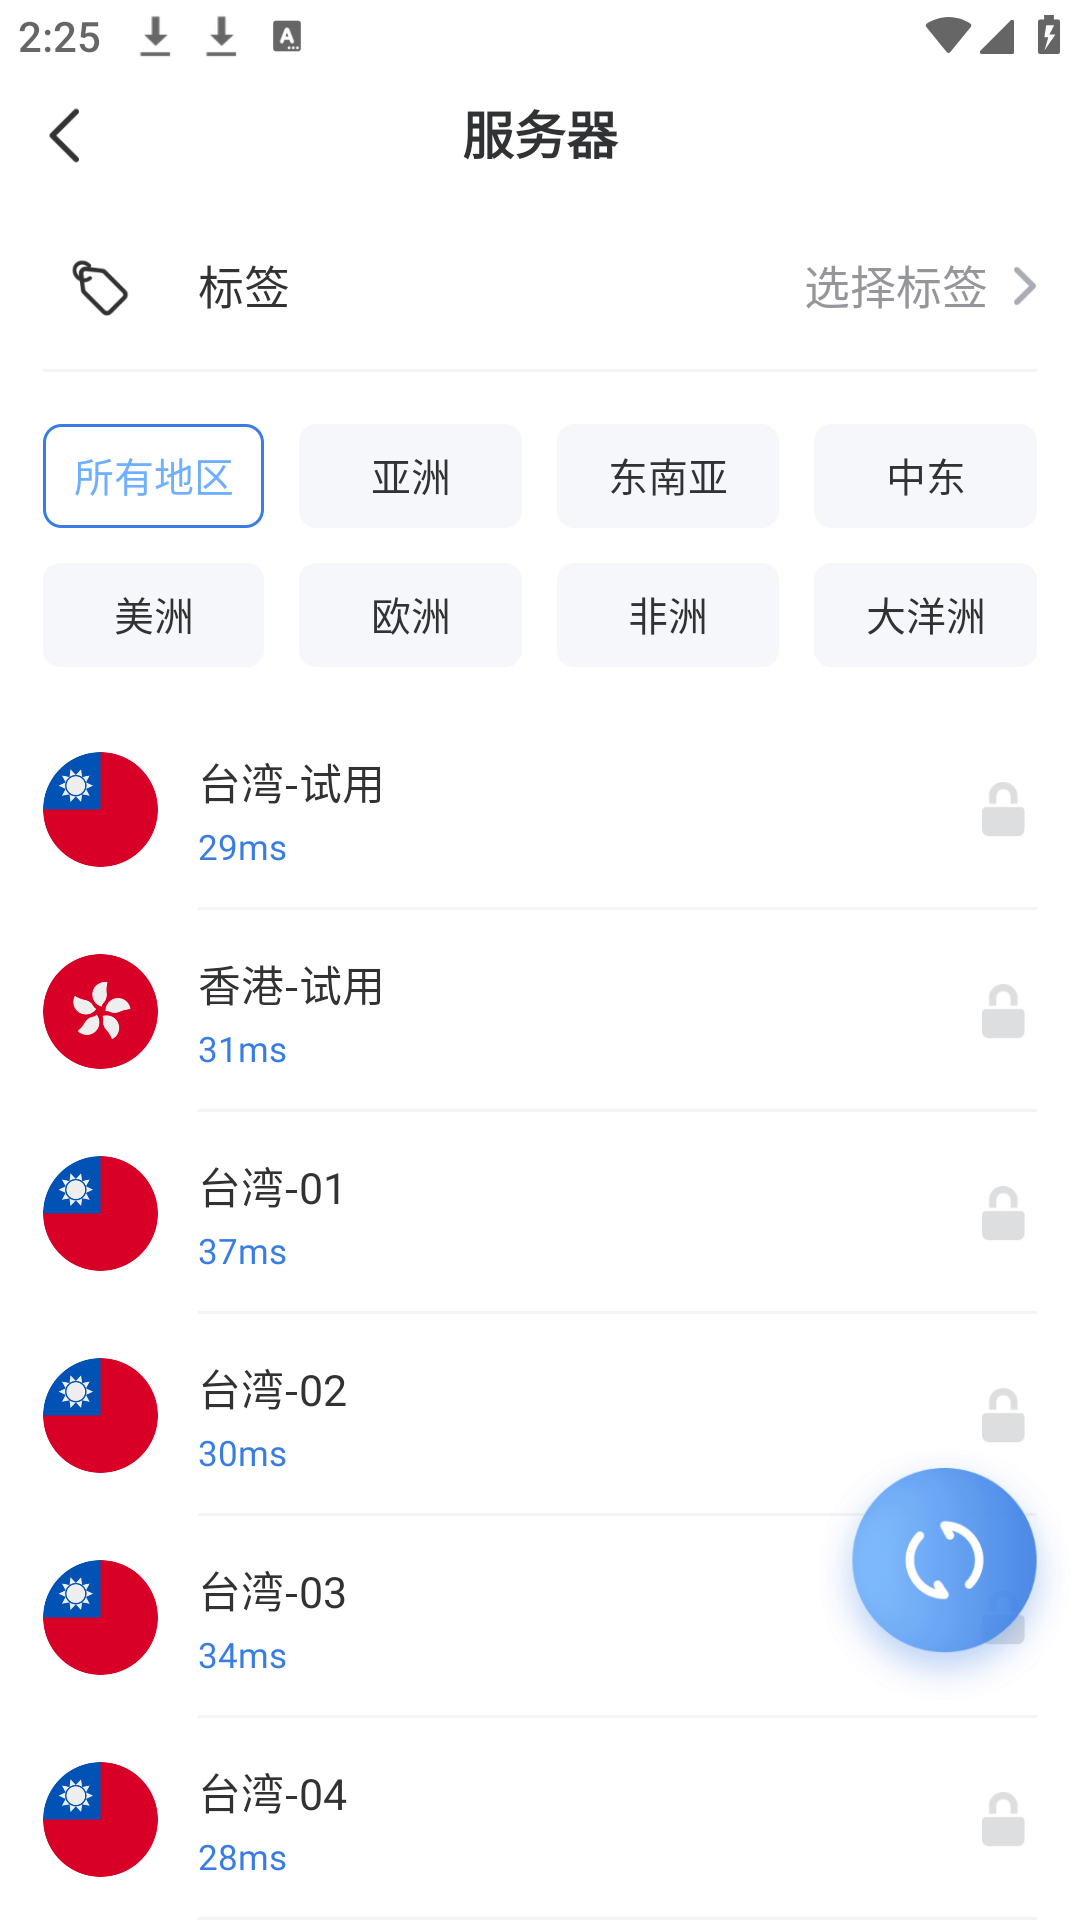 2:25
服务器
标签
选择标签
所有地区
亚洲
东南亚
中东
美洲
欧洲
非洲
大洋洲
台湾-试用
29ms
香港-试用
31ms
台湾-01
37ms
台湾-02
30ms
台湾-03
34ms
台湾-04
28ms